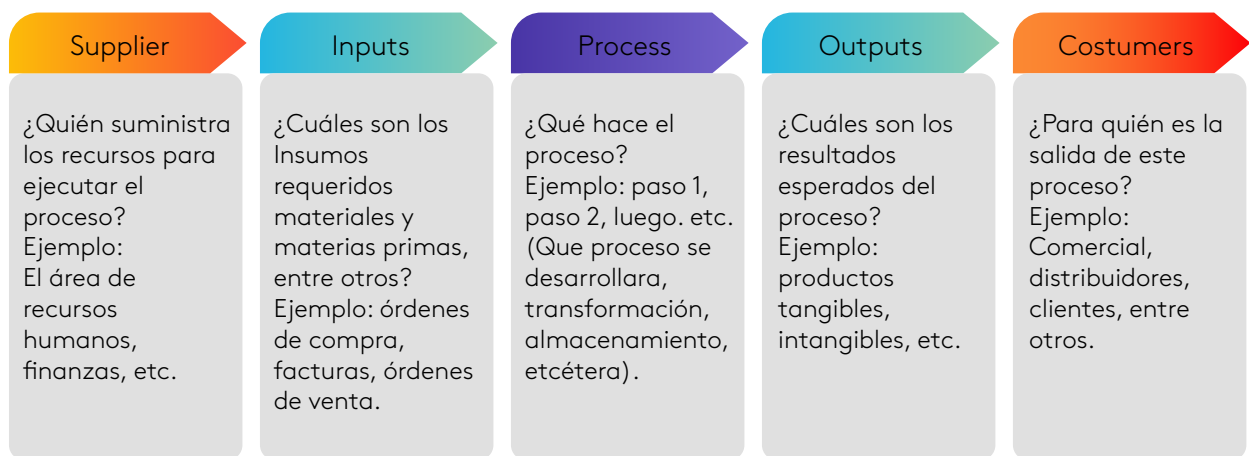 Supplier
¿Quién suministra
los recursos para
ejecutar el
proceso?
Ejemplo:
El área de
recursos
humanos,
finanzas, etc.
Inputs
¿Cuáles son los
Insumos
requeridos
materiales y
materias primas,
entre otros?
Ejemplo: órdenes
de compra,
facturas, órdenes
de venta.
Process
¿Qué hace el
proceso?
Ejemplo: paso 1,
paso 2, luego. etc.
(Que proceso se
desarrollara,
transformación,
almacenamiento,
etcétera).
Outputs
¿Cuáles son los
resultados
esperados del
proceso?
Ejemplo:
productos
tangibles,
intangibles, etc.
Costumers
¿Para quién es la
salida de este
proceso?
Ejemplo:
Comercial,
distribuidores,
clientes, entre
otros.